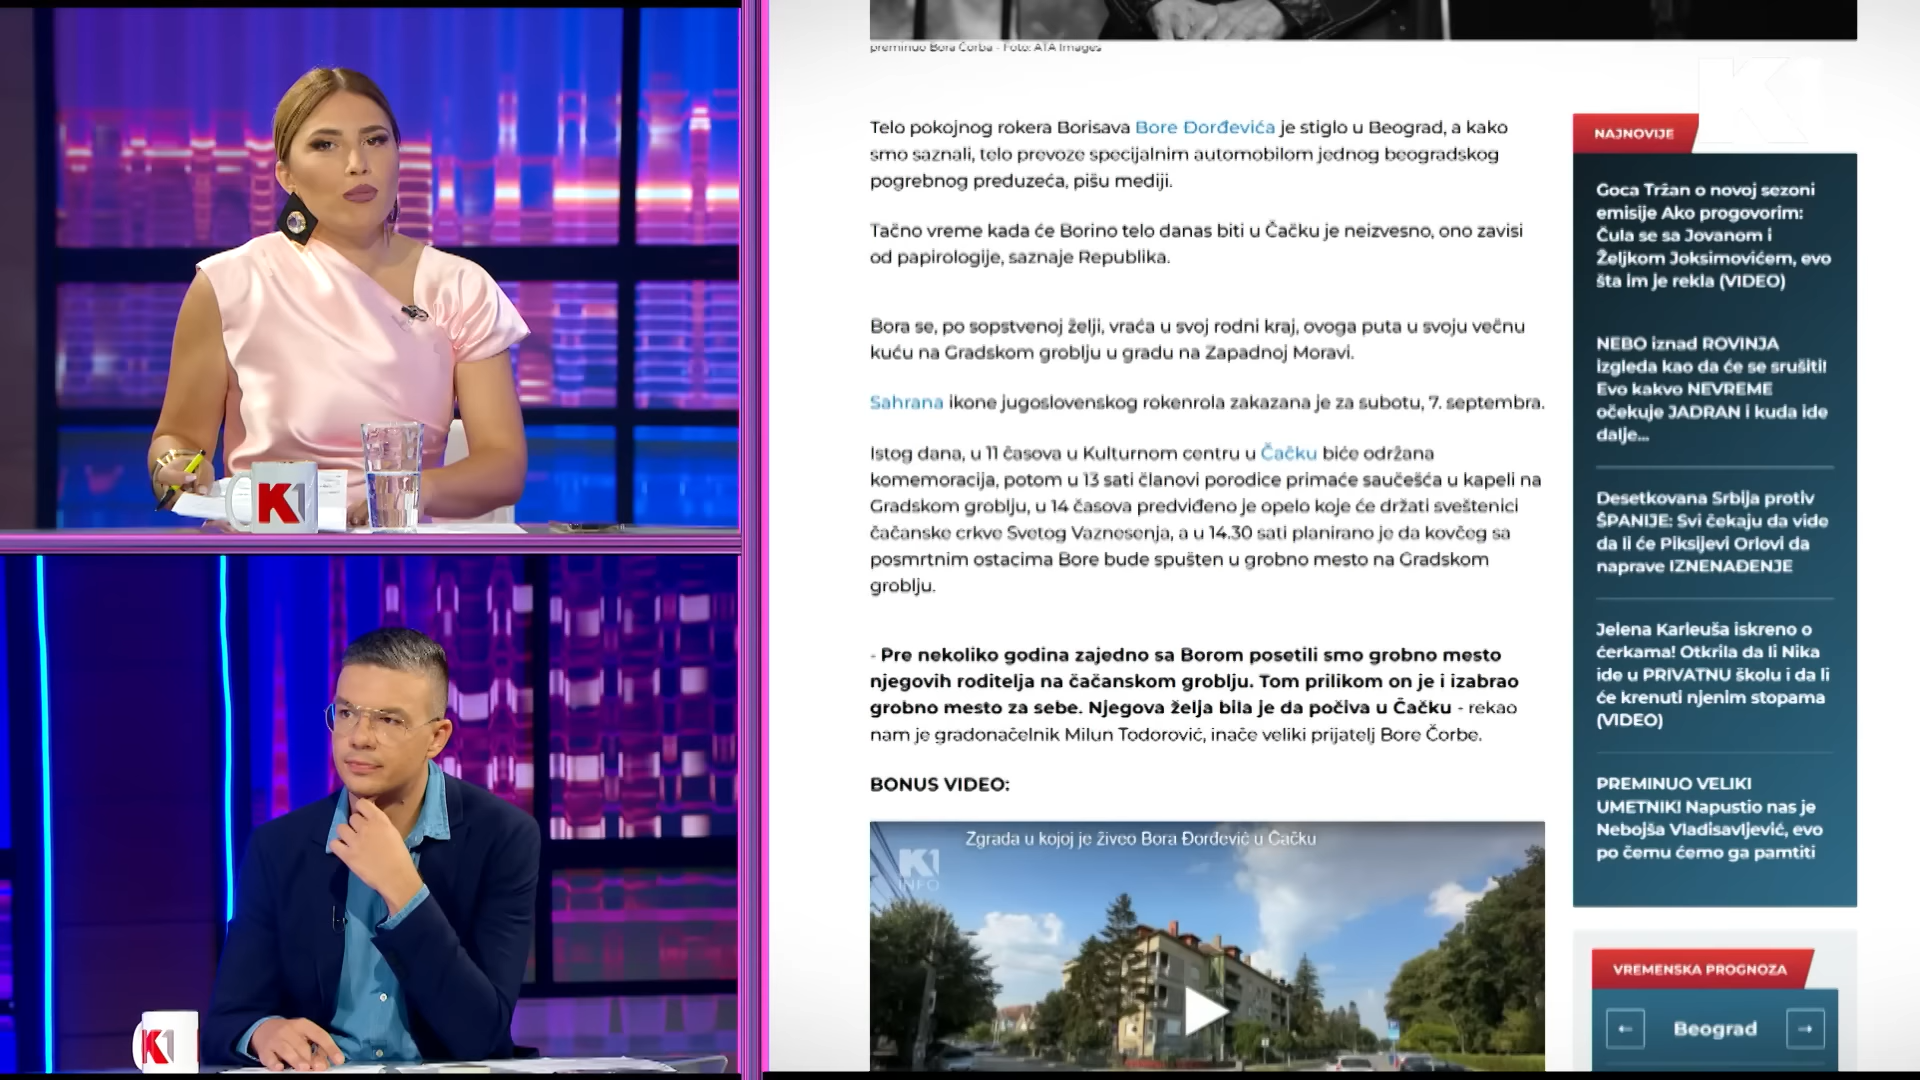 preminuo Bora Čorba - Foto: ATA Images
Telo pokojnog rokera Borisava Bore Đorđevića je stiglo u Beograd, a kako
smo saznali, telo prevoze specijalnim automobilom jednog beogradskog
pogrebnog preduzeća, pišu mediji.
Tačno vreme kada će Borino telo danas biti u Čačku je neizvesno, ono zavisi
od papirologije, saznaje Republika.
Bora se, po sopstvenoj želji, vraća u svoj rodni kraj, ovoga puta u svoju večnu
kuću na Gradskom groblju u gradu na Zapadnoj Moravi.
Sahrana ikone jugoslovenskog rokenrola zakazana je za subotu, 7. septembra.
Istog dana, u 11 časova u Kulturnom centru u Čačku biće održana
komemoracija, potom u 13 sati članovi porodice primaće saučešća u kapeli na
Gradskom groblju, u 14 časova predviđeno je opelo koje će držati sveštenici
čačanske crkve Svetog Vaznesenja, a u 14.30 sati planirano je da kovčeg sa
posmrtnim ostacima Bore bude spušten u grobno mesto na Gradskom
groblju.
- Pre nekoliko godina zajedno sa Borom posetili smo grobno mesto
njegovih roditelja na čačanskom groblju. Tom prilikom on je i izabrao
grobno mesto za sebe. Njegova želja bila je da počiva u Čačku - rekao
nam je gradonačelnik Milun Todorović, inače veliki prijatelj Bore Čorbe.
BONUS VIDEO:
Zgrada u kojoj je živeo Bora Đorđević u Čačku
K1
INFO
K1
NAJNOVIJE
Goca Tržan o novoj sezoni
emisije Ako progovorim:
Čula se sa Jovanom i
Željkom Joksimovićem, evo
šta im je rekla (VIDEO)
NEBO iznad ROVINJA
izgleda kao da će se srušiti!
Evo kakvo NEVREME
očekuje JADRAN i kuda ide
dalje...
Desetkovana Srbija protiv
ŠPANIJE: Svi čekaju da vide
da li će Piksijevi Orlovi da
naprave IZNENAĐENJE
Jelena Karleuša iskreno o
ćerkama! Otkrila da li Nika
ide u PRIVATNU školu i da li
će krenuti njenim stopama
(VIDEO)
PREMINUO VELIKI
UMETNIK! Napustio nas je
Nebojša Vladisavljević, evo
po čemu ćemo ga pamtiti
VREMENSKA PROGNOZA
← Beograd →
K1
K1